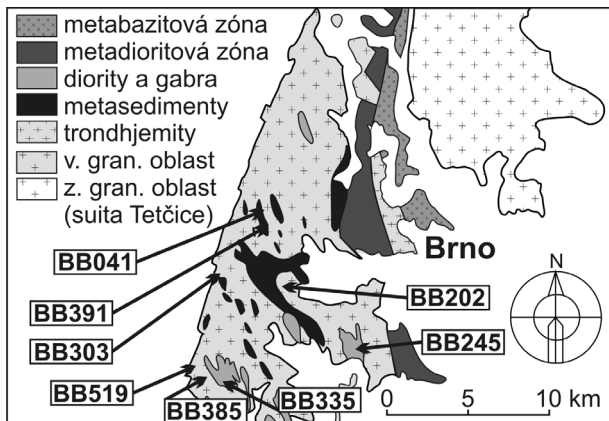 metabazitová zóna
metadioritová zóna
diority a gabra
metasedimenty
trondhjemity
v. gran. oblast
z. gran. oblast
(suita Tetčice)
Brno
BB041
BB391
BB303
BB519
BB385
BB335
BB202
BB245
N
0 5 10 km